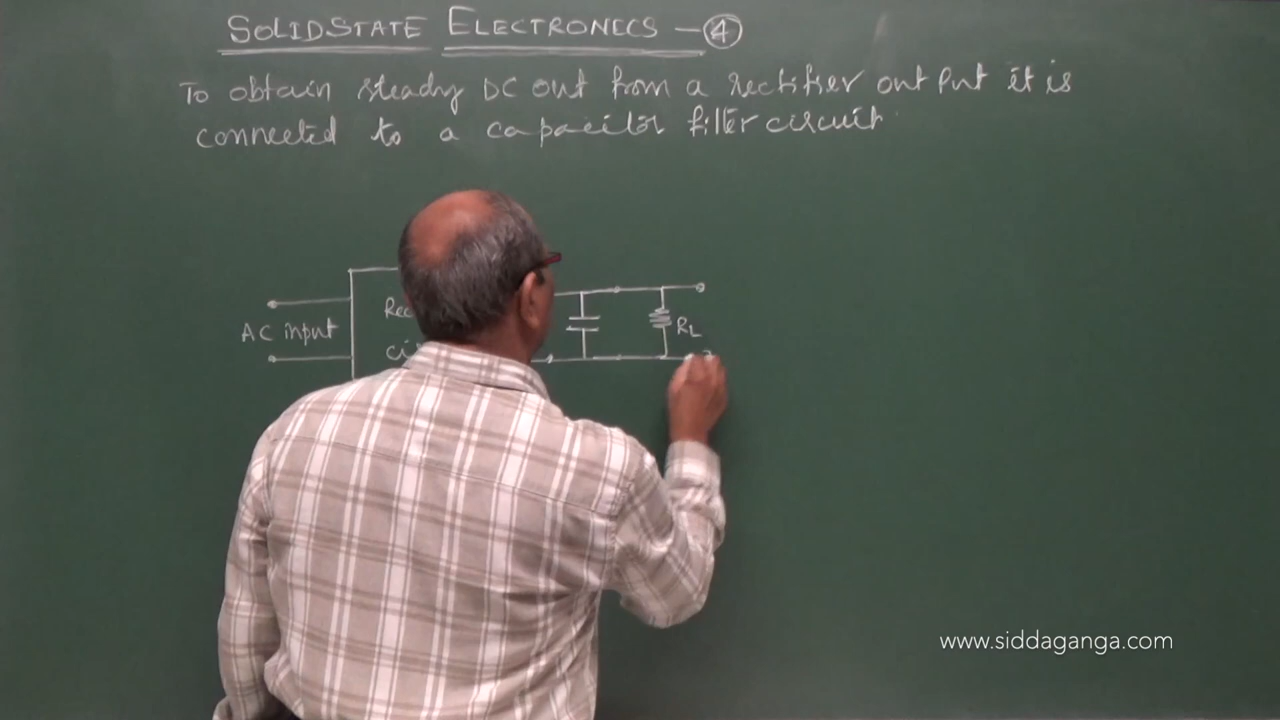 SOLIDSTATE ELECTRONICS - 4
To obtain steady DC out from a rectifier out put it is
connected to a capacitor filter circuit.
AC input
RL
www.siddaganga.com